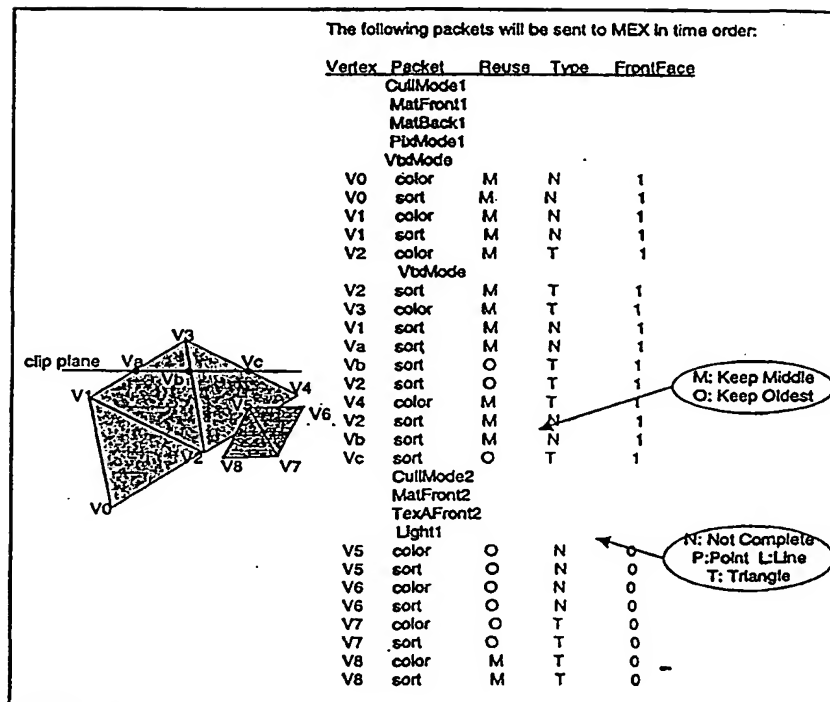 The following packets will be sent to MEX in time order:
Vertex Packet Reuse Type FrontFace
CullMode1
MatFront1
MatBack1
PixMode1
VtxMode
V0 color M N 1
V0 sort M N 1
V1 color M N 1
V1 sort M N 1
V2 color M T 1
VtxMode
V2 sort M T 1
V3 color M T 1
V1 sort M N 1
Va sort M N 1
Vb sort O T 1
V2 sort O T 1
V4 color M T 1
V2 sort M N 1
Vb sort M N 1
Vc sort O T 1
CullMode2
MatFront2
TexAFront2
Light1
V5 color O N 0
V5 sort O N 0
V6 color O N 0
V6 sort O N 0
V7 color O T 0
V7 sort O T 0
V8 color M T 0
V8 sort M T 0
M: Keep Middle
O: Keep Oldest
N: Not Complete
P:Point L:Line
T: Triangle
clip plane
V3
Va
Vc
Vb
V1
V4
V6
V2
V8
V7
V0